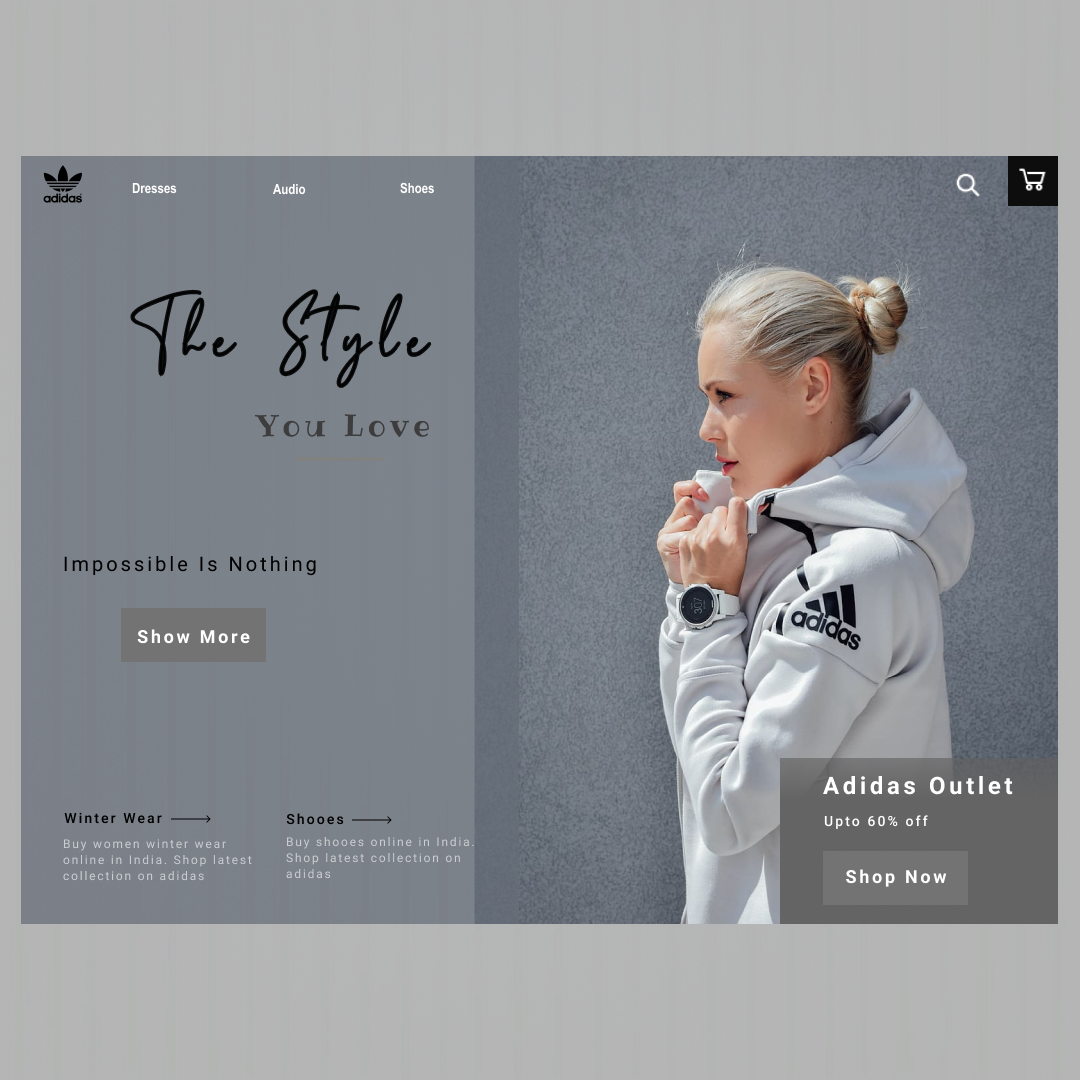 adidas
Dresses
Audio
Shoes
The Style
You Love
Impossible Is Nothing
Show More
Winter Wear
Buy women winter wear
online in India. Shop latest
collection on adidas
Shooes
Buy shooes online in India.
Shop latest collection on
adidas
307
adidas
Adidas Outlet
Upto 60% off
Shop Now